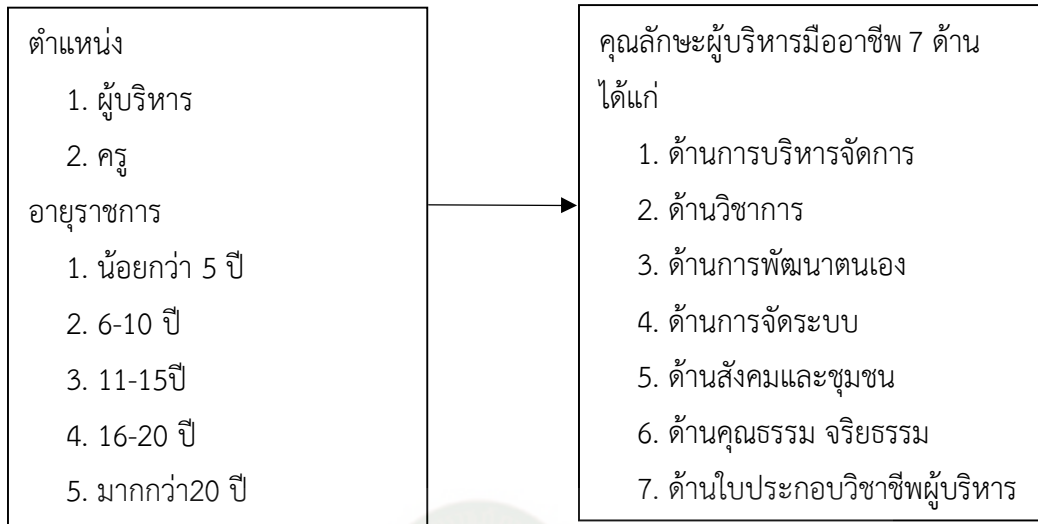 ตำแหน่ง
1. ผู้บริหาร
2. ครู
อายุราชการ
1. น้อยกว่า 5 ปี
2. 6-10 ปี
3. 11-15ปี
4. 16-20 ปี
5. มากกว่า20 ปี
คุณลักษะผู้บริหารมืออาชีพ 7 ด้าน
ได้แก่
1. ด้านการบริหารจัดการ
2. ด้านวิชาการ
3. ด้านการพัฒนาตนเอง
4. ด้านการจัดระบบ
5. ด้านสังคมและชุมชน
6. ด้านคุณธรรม จริยธรรม
7. ด้านใบประกอบวิชาชีพผู้บริหาร